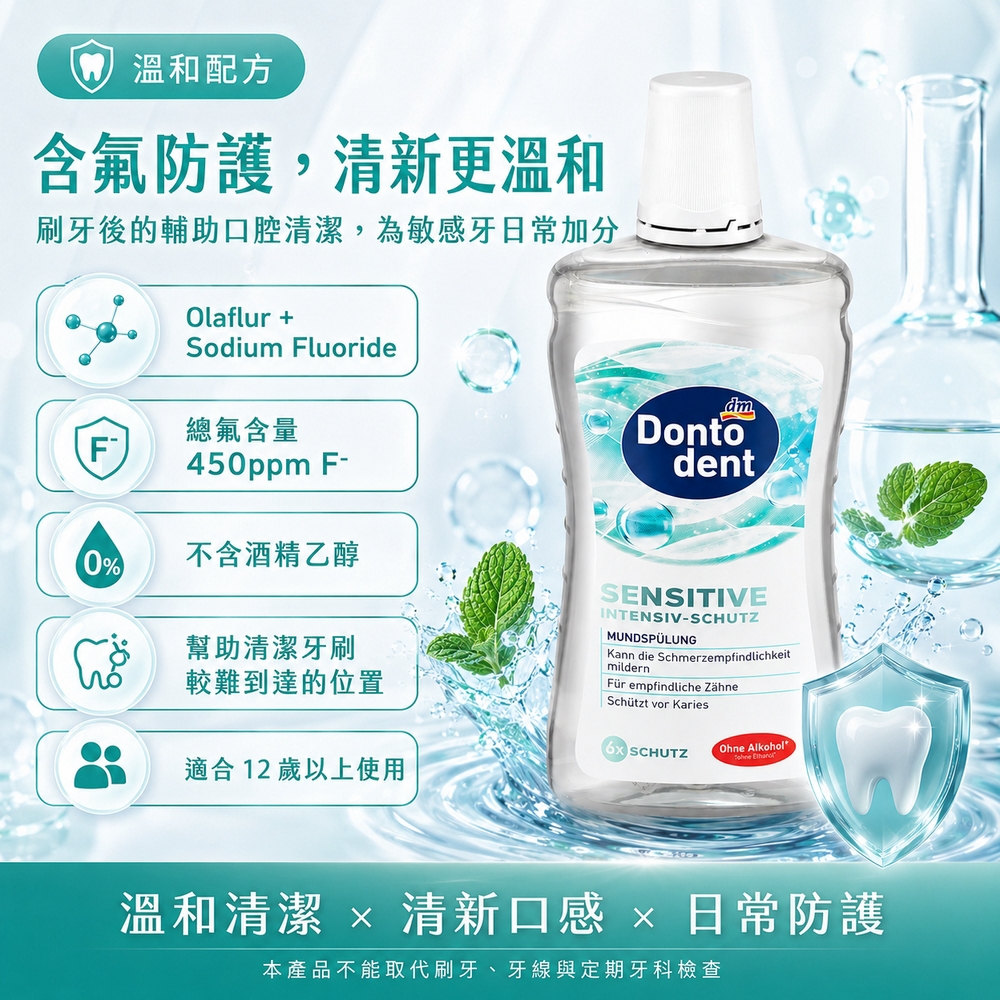 溫和配方
含氟防護，清新更溫和
刷牙後的輔助口腔清潔，為敏感牙日常加分
Olaflur +
Sodium Fluoride
F-
總氟含量
450ppm F-
0%
不含酒精乙醇
幫助清潔牙刷
較難到達的位置
適合 12 歲以上使用
dm
Donto
dent
SENSITIVE
INTENSIV-SCHUTZ
MUNDSPÜLUNG
Kann die Schmerzempfindlichkeit
mildern
Für empfindliche Zähne
Schützt vor Karies
6x SCHUTZ
Ohne Alkohol*
*ohne Ethanol*
溫和清潔 × 清新口感 × 日常防護
本產品不能取代刷牙、牙線與定期牙科檢查